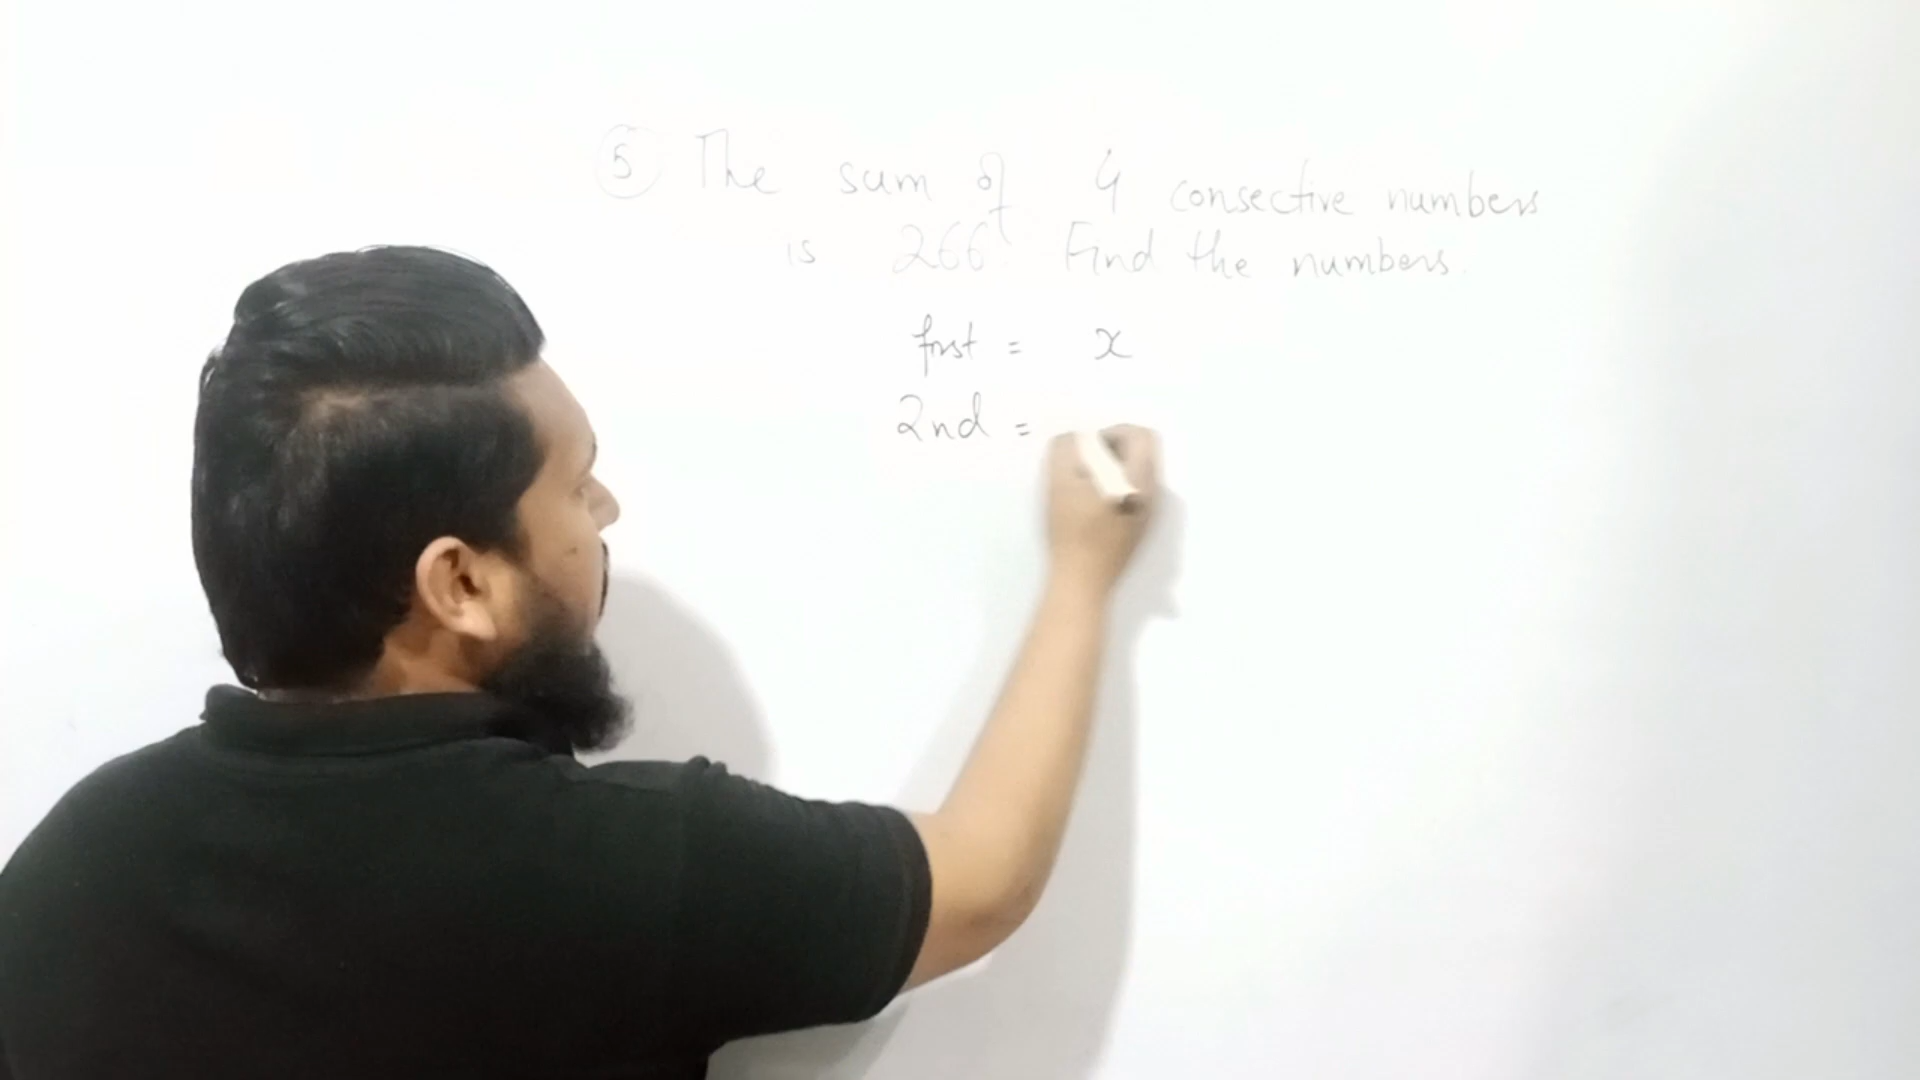 5 The sum of 4 consective numbers
is 266. Find the numbers.
first = x
2nd =